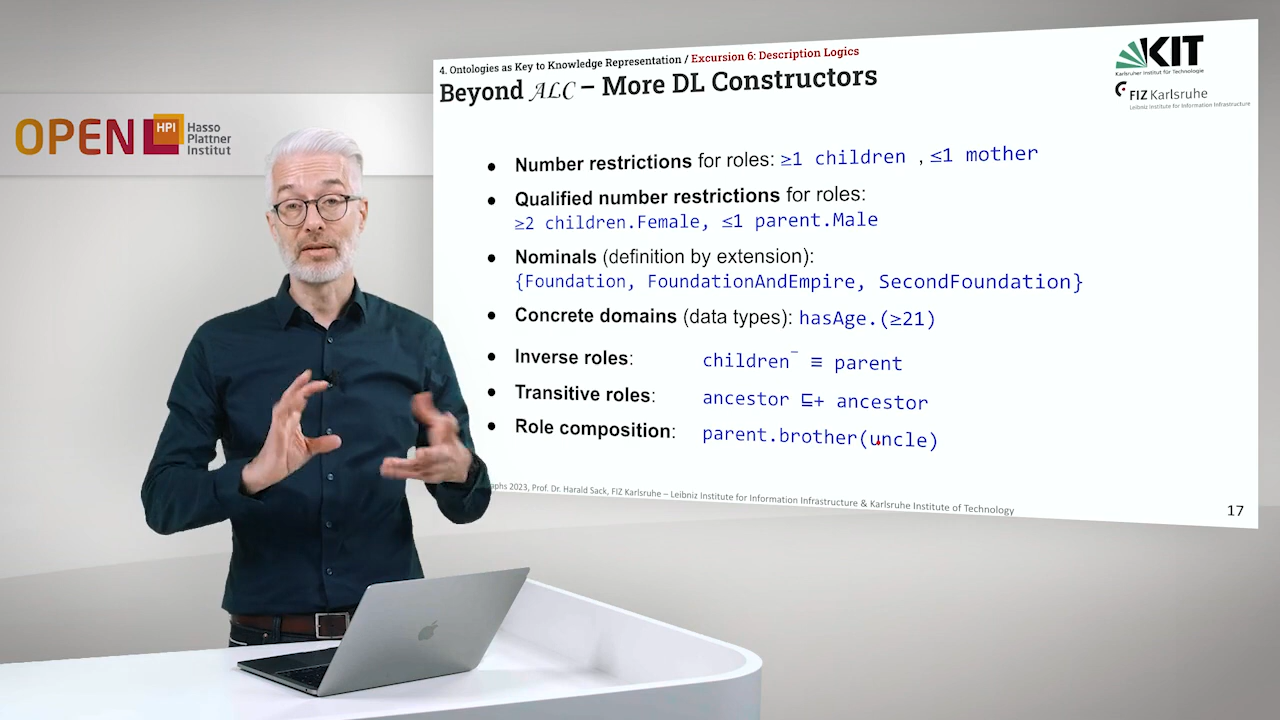 OPEN
HPI
Hasso
Plattner
Institut
4. Ontologies as Key to Knowledge Representation / Excursion 6: Description Logics
Beyond ALC – More DL Constructors
KIT
Karlsruher Institut für Technologie
FIZ Karlsruhe
Leibniz Institute for Information Infrastructure
● Number restrictions for roles: ≥1 children , ≤1 mother
● Qualified number restrictions for roles:
≥2 children.Female, ≤1 parent.Male
● Nominals (definition by extension):
{Foundation, FoundationAndEmpire, SecondFoundation}
● Concrete domains (data types): hasAge.(≥21)
● Inverse roles: children⁻ ≡ parent
● Transitive roles: ancestor ⊑+ ancestor
● Role composition: parent.brother(uncle)
2023, Prof. Dr. Harald Sack, FIZ Karlsruhe – Leibniz Institute for Information Infrastructure & Karlsruhe Institute of Technology
17